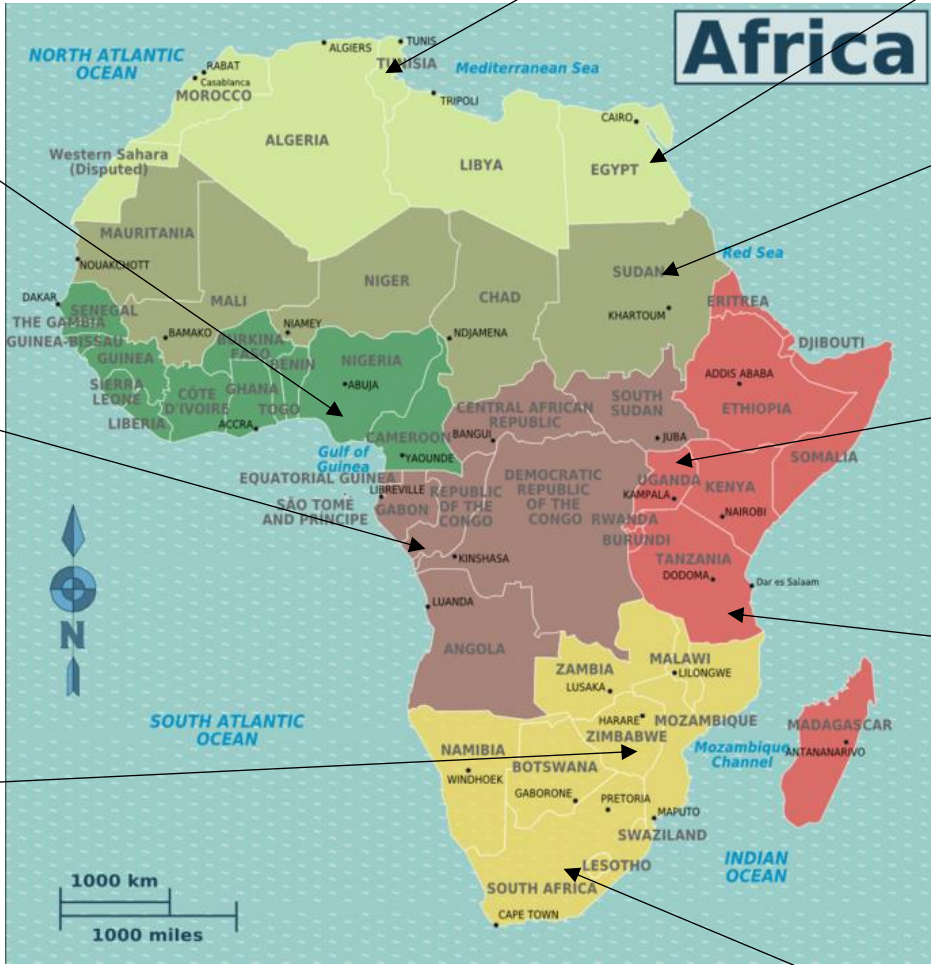 Africa
NORTH ATLANTIC
OCEAN
ALGIERS
TUNIS
TUNISIA
Mediterranean Sea
RABAT
Casablanca
MOROCCO
TRIPOLI
CAIRO
ALGERIA
LIBYA
EGYPT
Western Sahara
(Disputed)
MAURITANIA
NOUAKCHOTT
Red Sea
SUDAN
NIGER
MALI
CHAD
KHARTOUM
ERITREA
DAKAR
SENEGAL
THE GAMBIA
GUINEA-BISSAU
BAMAKO
NIAMEY
BURKINA
FASO
NDJAMENA
DJIBOUTI
GUINEA
BENIN
NIGERIA
ABUJA
ADDIS ABABA
ETHIOPIA
SIERRA
LEONE
CÔTE
D'IVOIRE
GHANA
TOGO
LIBERIA
ACCRA
CENTRAL AFRICAN
REPUBLIC
SOUTH
SUDAN
CAMEROON
BANGUI
JUBA
YAOUNDE
Gulf of
Guinea
SOMALIA
EQUATORIAL GUINEA
LIBREVILLE
SÃO TOMÉ
AND PRÍNCIPE
GABON
REPUBLIC
OF THE
CONGO
DEMOCRATIC
REPUBLIC
OF THE
CONGO
UGANDA
KAMPALA
KENYA
NAIROBI
RWANDA
BURUNDI
KINSHASA
TANZANIA
DODOMA
Dar es Salaam
LUANDA
N
ANGOLA
ZAMBIA
LUSAKA
MALAWI
LILONGWE
SOUTH ATLANTIC
OCEAN
HARARE
ZIMBABWE
MOZAMBIQUE
MADAGASCAR
ANTANANARIVO
Mozambique
Channel
NAMIBIA
WINDHOEK
BOTSWANA
GABORONE
PRETORIA
MAPUTO
SWAZILAND
LESOTHO
INDIAN
OCEAN
SOUTH AFRICA
CAPE TOWN
1000 km
1000 miles